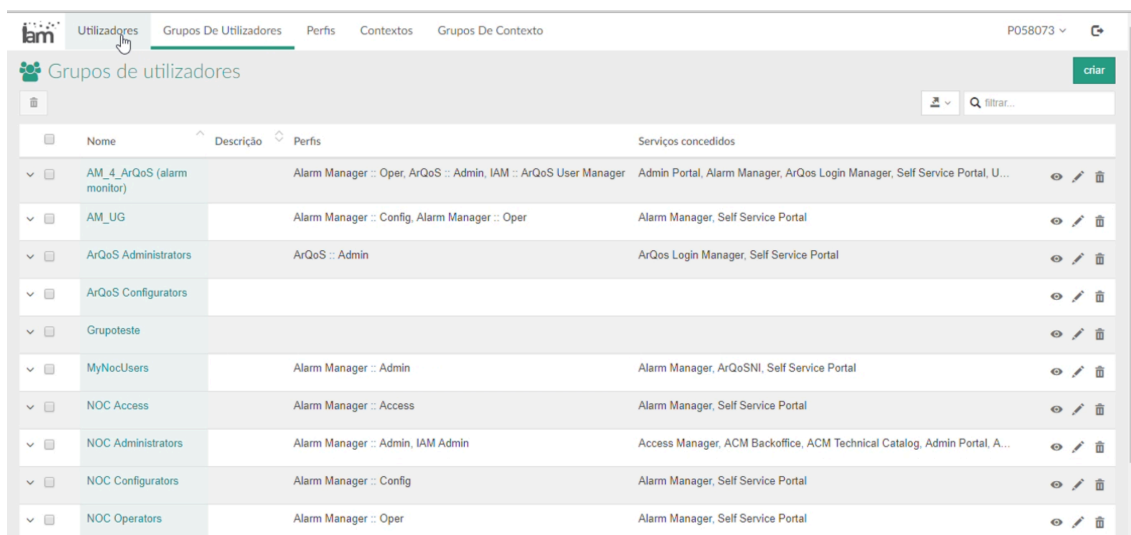 iam Utilizadores Grupos De Utilizadores Perfis Contextos Grupos De Contexto P058073
Grupos de utilizadores criar
filtrar...
Nome Descrição Perfis Serviços concedidos
AM_4_ArQoS (alarm Alarm Manager :: Oper, ArQoS :: Admin, IAM :: ArQoS User Manager Admin Portal, Alarm Manager, ArQos Login Manager, Self Service Portal, U...
monitor)
AM_UG Alarm Manager :: Config, Alarm Manager :: Oper Alarm Manager, Self Service Portal
ArQoS Administrators ArQoS :: Admin ArQos Login Manager, Self Service Portal
ArQoS Configurators
Grupoteste
MyNocUsers Alarm Manager :: Admin Alarm Manager, ArQoSNI, Self Service Portal
NOC Access Alarm Manager :: Access Alarm Manager, Self Service Portal
NOC Administrators Alarm Manager :: Admin, IAM Admin Access Manager, ACM Backoffice, ACM Technical Catalog, Admin Portal, A...
NOC Configurators Alarm Manager :: Config Alarm Manager, Self Service Portal
NOC Operators Alarm Manager :: Oper Alarm Manager, Self Service Portal